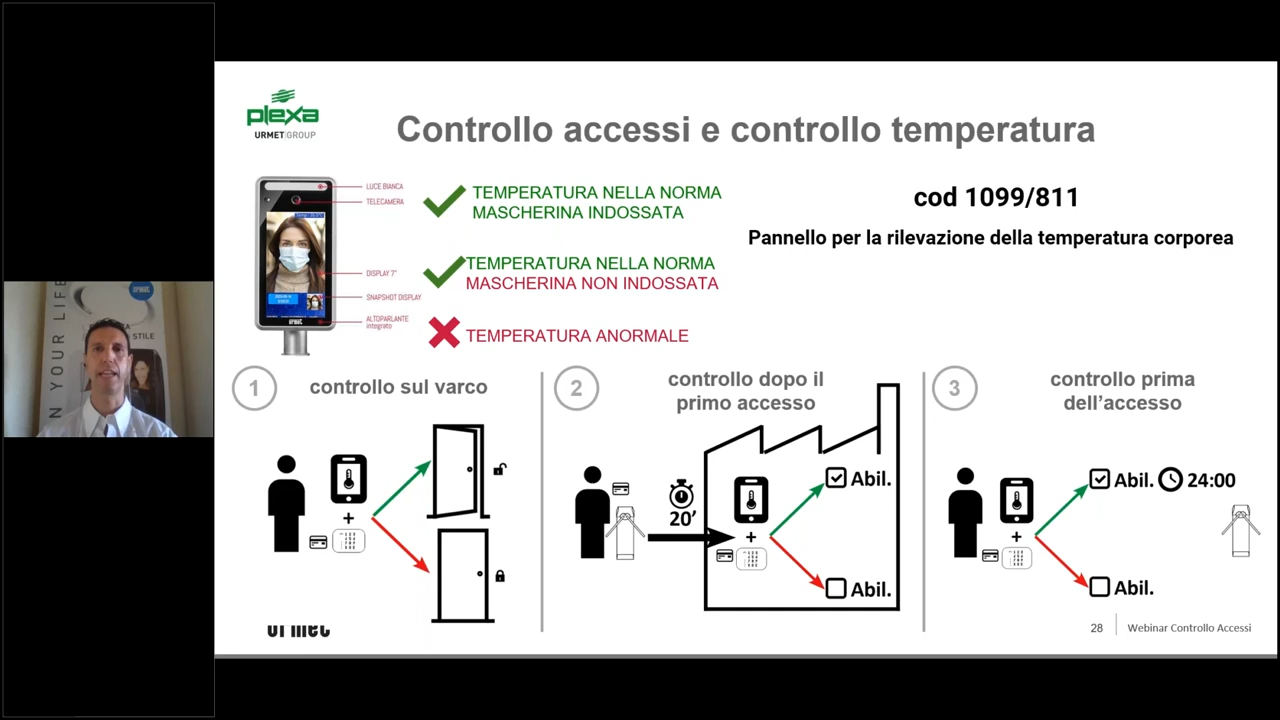 plexa
URMET GROUP
Controllo accessi e controllo temperatura
LUCE BIANCA
TELECAMERA
DISPLAY 7"
SNAPSHOT DISPLAY
ALTOPARLANTE
integrato
TEMPERATURA NELLA NORMA
MASCHERINA INDOSSATA
TEMPERATURA NELLA NORMA
MASCHERINA NON INDOSSATA
TEMPERATURA ANORMALE
cod 1099/811
Pannello per la rilevazione della temperatura corporea
N YOUR LIFE
STILE
1
controllo sul varco
+
2
controllo dopo il
primo accesso
20'
+
Abil.
Abil.
3
controllo prima
dell'accesso
+
Abil. 24:00
Abil.
urmet
28
Webinar Controllo Accessi